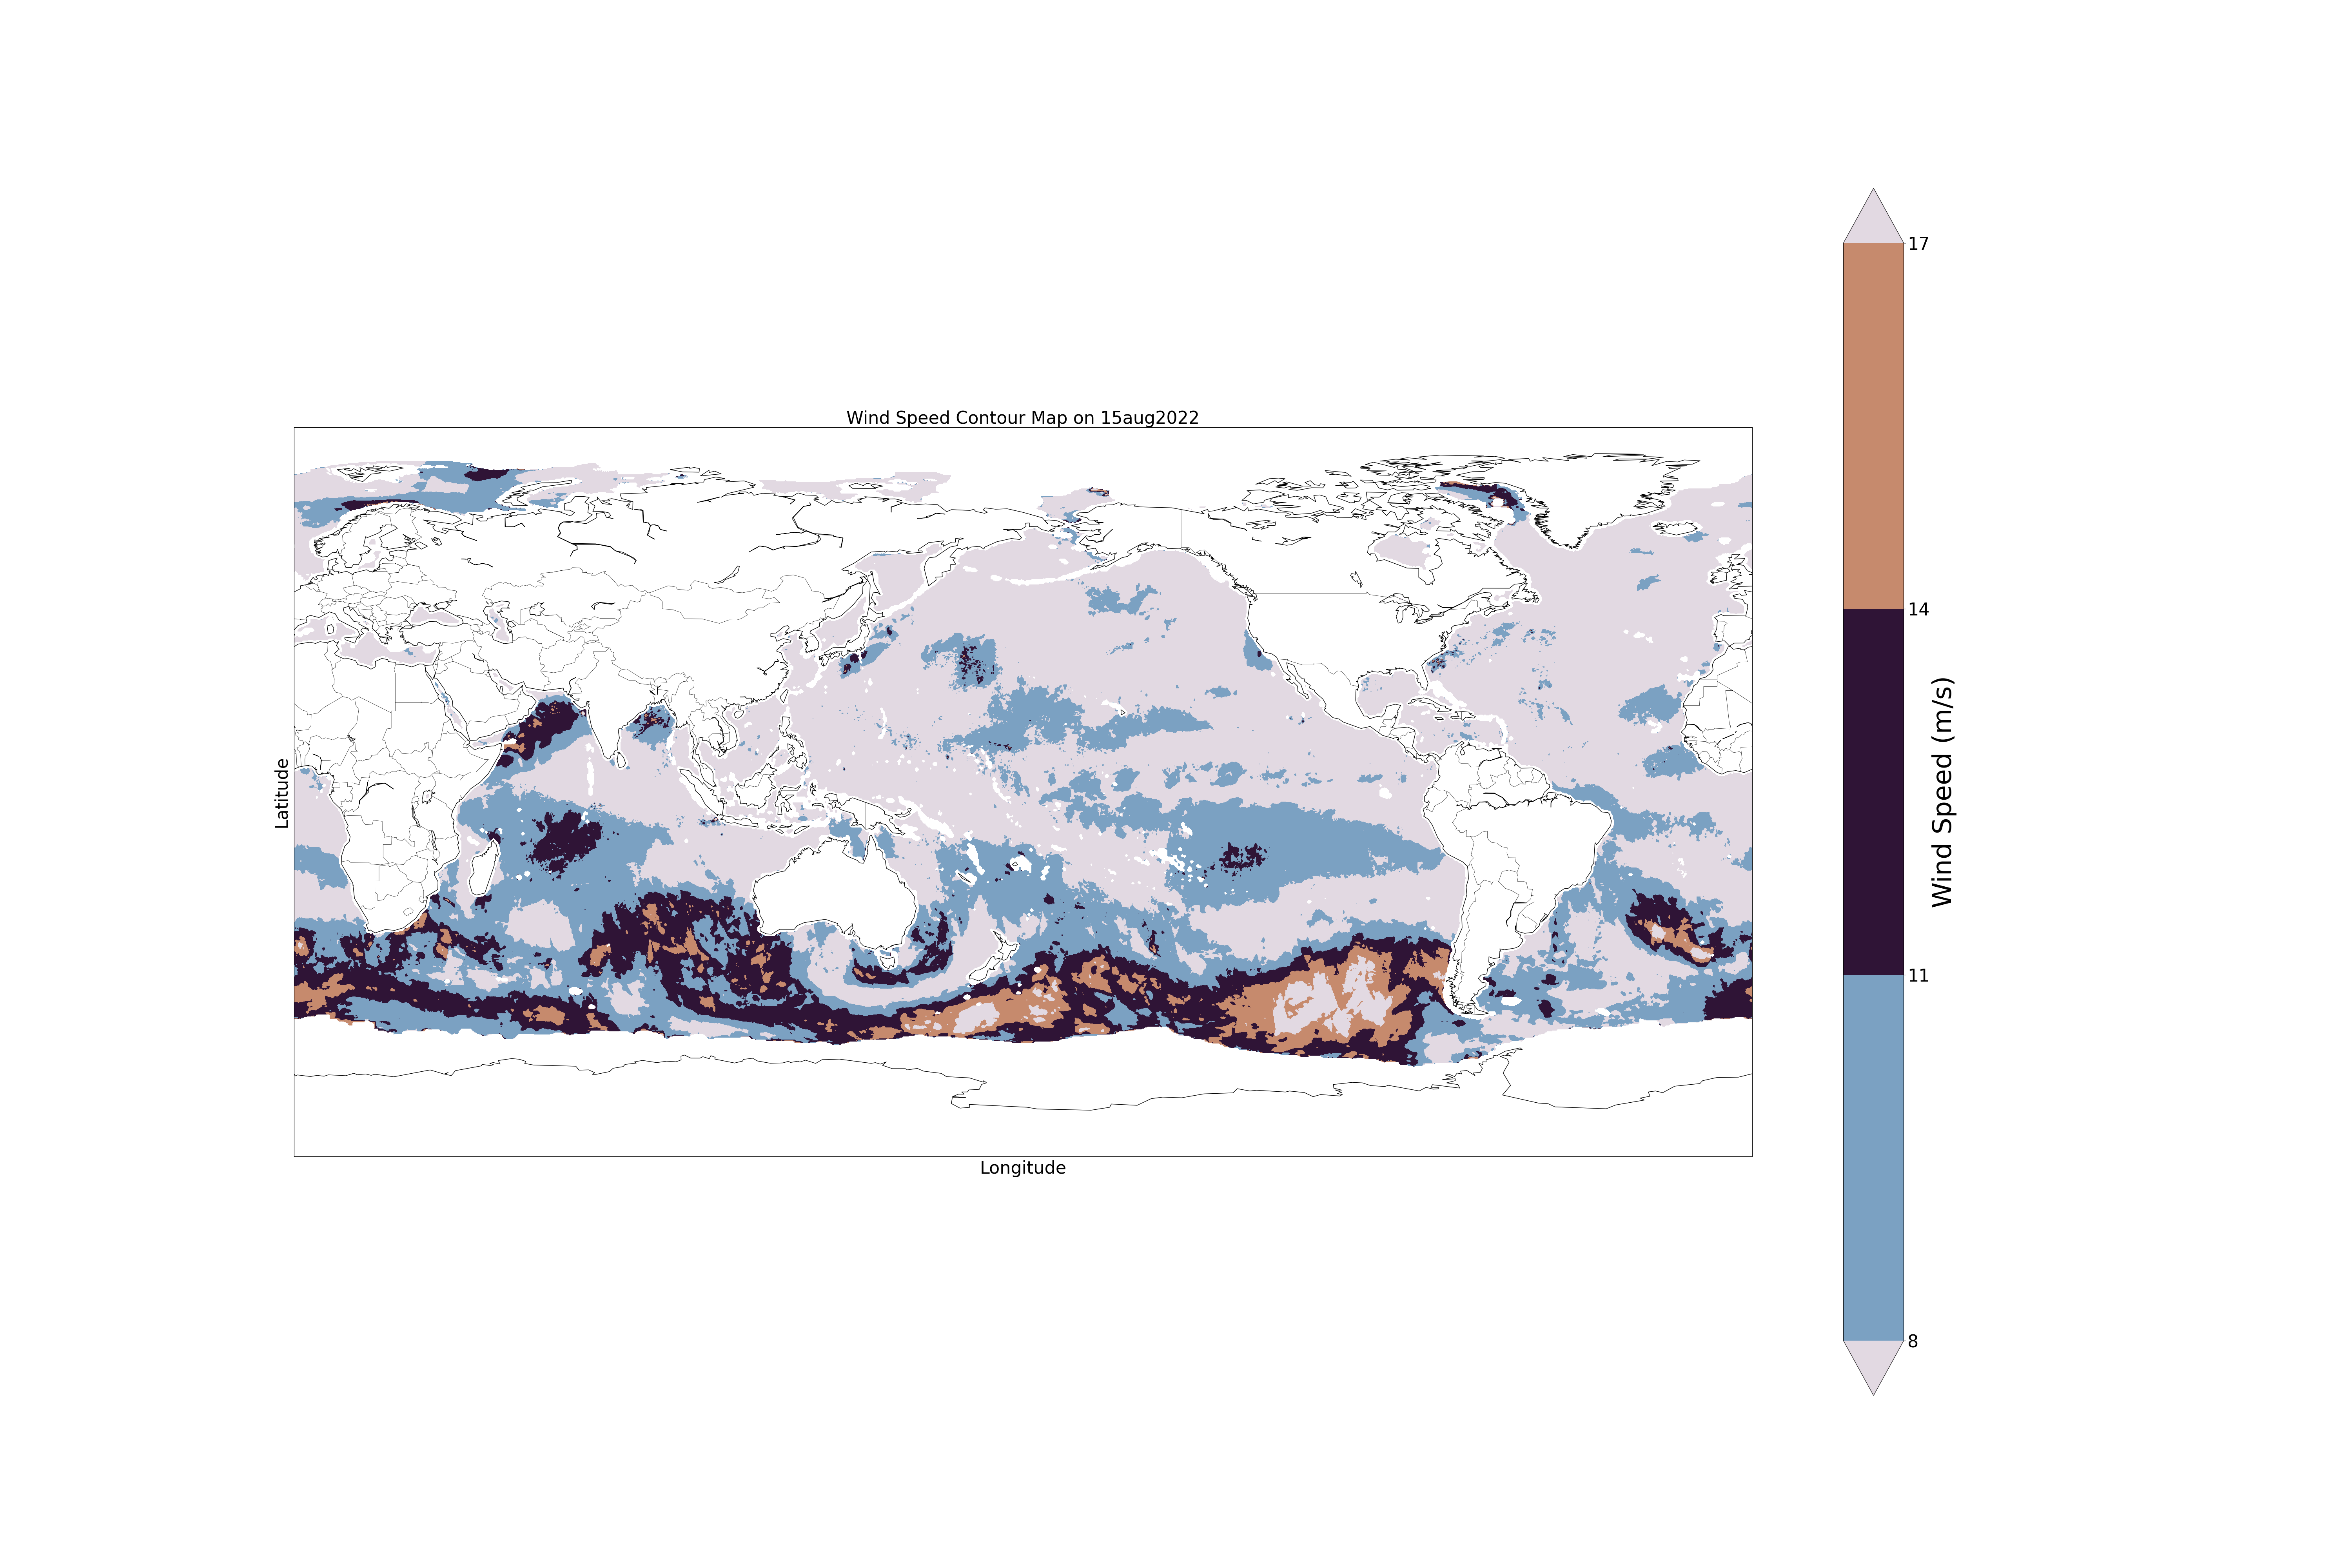 Wind Speed Contour Map on 15aug2022
Latitude
Longitude
17
14
11
8
Wind Speed (m/s)